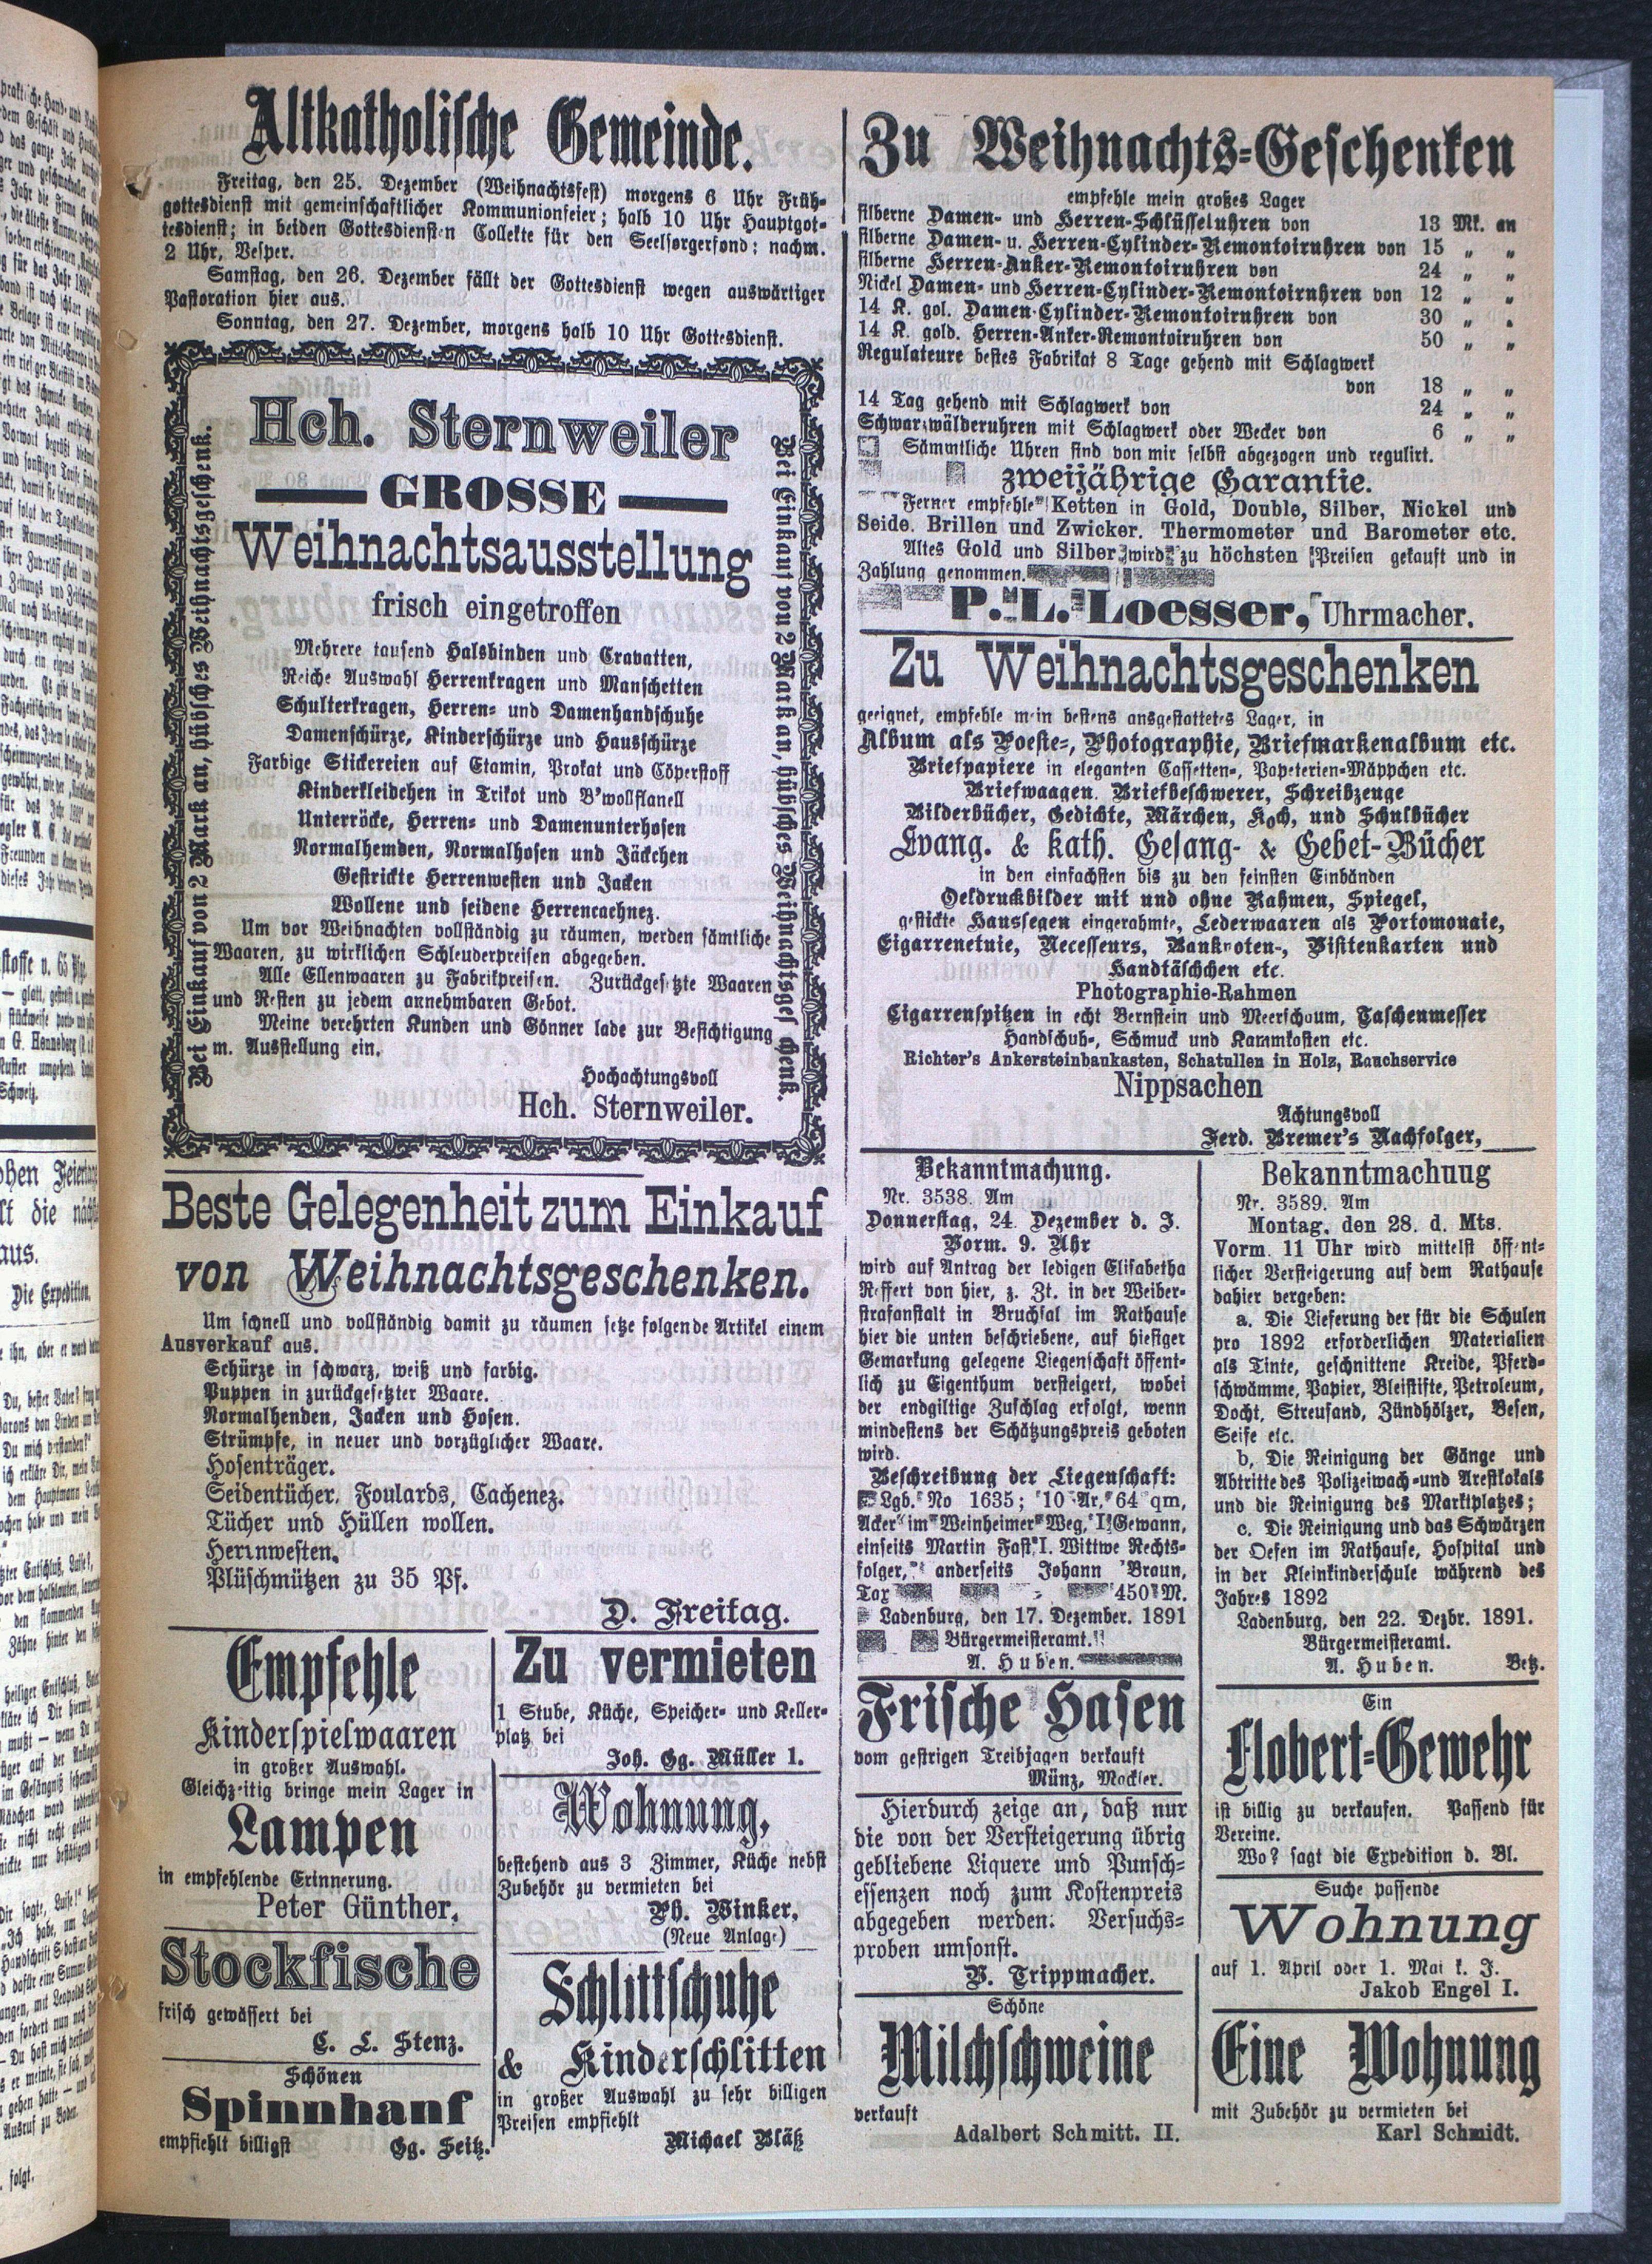 Altkatholische Gemeinde.
Freitag, den 25. Dezember (Weihnachtsfest) morgens 6 Uhr Früh-
gottesdienst mit gemeinschaftlicher Kommunionfeier; halb 10 Uhr Hauptgot-
tesdienst; in beiden Gottesdiensten Collekte für den Seelsorgerfond; nachm.
2 Uhr, Vesper.
Samstag, den 26. Dezember fällt der Gottesdienst wegen auswärtiger
Pastoration hier aus.
Sonntag, den 27. Dezember, morgens halb 10 Uhr Gottesdienst.
Bei Einkauf von 2 Mark an, hübsches Weihnachtsgeschenk.
Hch. Sternweiler
GROSSE
Weihnachtsausstellung
frisch eingetroffen
Mehrere tausend Halsbinden und Cravatten,
Reiche Auswahl Herrenkragen und Manschetten
Schulterkragen, Herren- und Damenhandschuhe
Damenschürze, Kinderschürze und Hausschürze
Farbige Stickereien auf Etamin, Prokat und Cöperstoff
Kinderkleidchen in Trikot und B'wollflanell
Unterröcke, Herren- und Damenunterhosen
Normalhemden, Normalhosen und Jäckchen
Gestrickte Herrenwesten und Jacken
Wollene und seidene Herrencachnez.
Um vor Weihnachten vollständig zu räumen, werden sämtliche
Waaren, zu wirklichen Schleuderpreisen abgegeben.
Alle Ellenwaaren zu Fabrikpreisen. Zurückgesetzte Waaren
und Resten zu jedem annehmbaren Gebot.
Meine verehrten Kunden und Gönner lade zur Besichtigung
m. Ausstellung ein.
Hochachtungsvoll
Hch. Sternweiler.
Bei Einkauf von 2 Mark an, hübsches Weihnachtsgeschenk.
Beste Gelegenheit zum Einkauf
von Weihnachtsgeschenken.
Um schnell und vollständig damit zu räumen setze folgende Artikel einem
Ausverkauf aus.
Schürze in schwarz, weiß und farbig.
Puppen in zurückgesetzter Waare.
Normalhenden, Jacken und Hosen.
Strümpfe, in neuer und vorzüglicher Waare.
Hosenträger.
Seidentücher, Foulards, Cachenez.
Tücher und Hüllen wollen.
Herinwesten.
Plüschmützen zu 35 Pf.
D. Freitag.
Empfehle
Kinderspielwaaren
in großer Auswahl.
Gleichzeitig bringe mein Lager in
Lampen
in empfehlende Erinnerung.
Peter Günther.
Stockfische
frisch gewässert bei
C. L. Stenz.
Schönen
Spinnhanf
empfiehlt billigst Gg. Seitz.
Zu vermieten
1 Stube, Küche, Speicher- und Keller-
platz bei
Joh. Gg. Müller 1.
Wohnung,
bestehend aus 3 Zimmer, Küche nebst
Zubehör zu vermieten bei
Ph. Winker,
(Neue Anlage)
Schlittschuhe
& Kinderschlitten
in großer Auswahl zu sehr billigen
Preisen empfiehlt
Michael Bläß
Zu Weihnachts-Geschenken
empfehle mein großes Lager
silberne Damen- und Herren-Schlüsseluhren von 13 Mk. an
silberne Damen- u. Herren-Cylinder-Remontoiruhren von 15 " "
silberne Herren-Anker-Remontoiruhren von 24 " "
Nickel Damen- und Herren-Cylinder-Remontoiruhren von 12 " "
14 K. gol. Damen-Cylinder-Remontoiruhren von 30 " "
14 K. gold. Herren-Anker-Remontoiruhren von 50 " "
Regulateure bestes Fabrikat 8 Tage gehend mit Schlagwerk
von 18 " "
14 Tag gehend mit Schlagwerk von 24 " "
Schwarzwälderuhren mit Schlagwerk oder Wecker von 6 " "
Sämmtliche Uhren sind von mir selbst abgezogen und regulirt.
zweijährige Garantie.
Ferner empfehle Ketten in Gold, Double, Silber, Nickel und
Seide. Brillen und Zwicker. Thermometer und Barometer etc.
Altes Gold und Silber wird zu höchsten Preisen gekauft und in
Zahlung genommen.
P. L. Loesser, Uhrmacher.
Zu Weihnachtsgeschenken
geeignet, empfehle mein bestens ausgestattetes Lager, in
Album als Poesie-, Photographie, Briefmarkenalbum etc.
Briefpapiere in eleganten Cassetten-, Papeterien-Mäppchen etc.
Briefwaagen. Briefbeschwerer, Schreibzeuge
Bilderbücher, Gedichte, Märchen, Koch, und Schulbücher
Evang. & kath. Gesang- & Gebet-Bücher
in den einfachsten bis zu den feinsten Einbänden
Oeldruckbilder mit und ohne Rahmen, Spiegel,
gestickte Haussegen eingerahmte, Lederwaaren als Portomonaie,
Cigarrenetuie, Necesseurs, Banknoten-, Visitenkarten und
Handtäschchen etc.
Photographie-Rahmen
Cigarrenspitzen in echt Bernstein und Meerschaum, Taschenmesser
Handschuh-, Schmuck und Kammkasten etc.
Richter's Ankersteinbaukasten, Schatullen in Holz, Rauchservice
Nippsachen
Achtungsvoll
Ferd. Bremer's Nachfolger,
Bekanntmachung.
Nr. 3538. Am
Donnerstag, 24. Dezember d. J.
Vorm. 9. Uhr
wird auf Antrag der ledigen Elisabetha
Reffert von hier, z. Zt. in der Weiber-
strafanstalt in Bruchsal im Rathause
hier die unten beschriebene, auf hiesiger
Gemarkung gelegene Liegenschaft öffent-
lich zu Eigenthum versteigert, wobei
der endgiltige Zuschlag erfolgt, wenn
mindestens der Schätzungspreis geboten
wird.
Beschreibung der Liegenschaft:
Lgb. No 1635; 10 Ar, 64 qm,
Acker im Weinheimer Weg, I Gewann,
einseits Martin Fast I. Wittwe Rechts-
folger, anderseits Johann Braun,
Tax 450 M.
Ladenburg, den 17. Dezember. 1891
Bürgermeisteramt.
A. Huben.
Frische Hasen
vom gestrigen Treibjagen verkauft
Münz, Mackler.
Hierdurch zeige an, daß nur
die von der Versteigerung übrig
gebliebene Liquere und Punsch-
essenzen noch zum Kostenpreis
abgegeben werden. Versuchs-
proben umsonst.
V. Trippmacher.
Schöne
Milchschweine
verkauft
Adalbert Schmitt. II.
Bekanntmachuug
Nr. 3589. Am
Montag, den 28. d. Mts.
Vorm. 11 Uhr wird mittelst öffent-
licher Versteigerung auf dem Rathause
dahier vergeben:
a. Die Lieferung der für die Schulen
pro 1892 erforderlichen Materialien
als Tinte, geschnittene Kreide, Pferd-
schwämme, Papier, Bleistifte, Petroleum,
Docht, Streusand, Zündhölzer, Besen,
Seife etc.
b, Die Reinigung der Gänge und
Abtritte des Polizeiwach- und Arestlokals
und die Reinigung des Marktplatzes;
c. Die Reinigung und das Schwärzen
der Oefen im Rathause, Hospital und
in der Kleinkinderschule während des
Jahres 1892
Ladenburg, den 22. Dezbr. 1891.
Bürgermeisteramt.
A. Huben. Betz.
Ein
Flobert-Gewehr
ist billig zu verkaufen. Passend für
Vereine.
Wo? sagt die Expedition d. Bl.
Suche passende
Wohnung
auf 1. April oder 1. Mai k. J.
Jakob Engel I.
Eine Wohnung
mit Zubehör zu vermieten bei
Karl Schmidt.